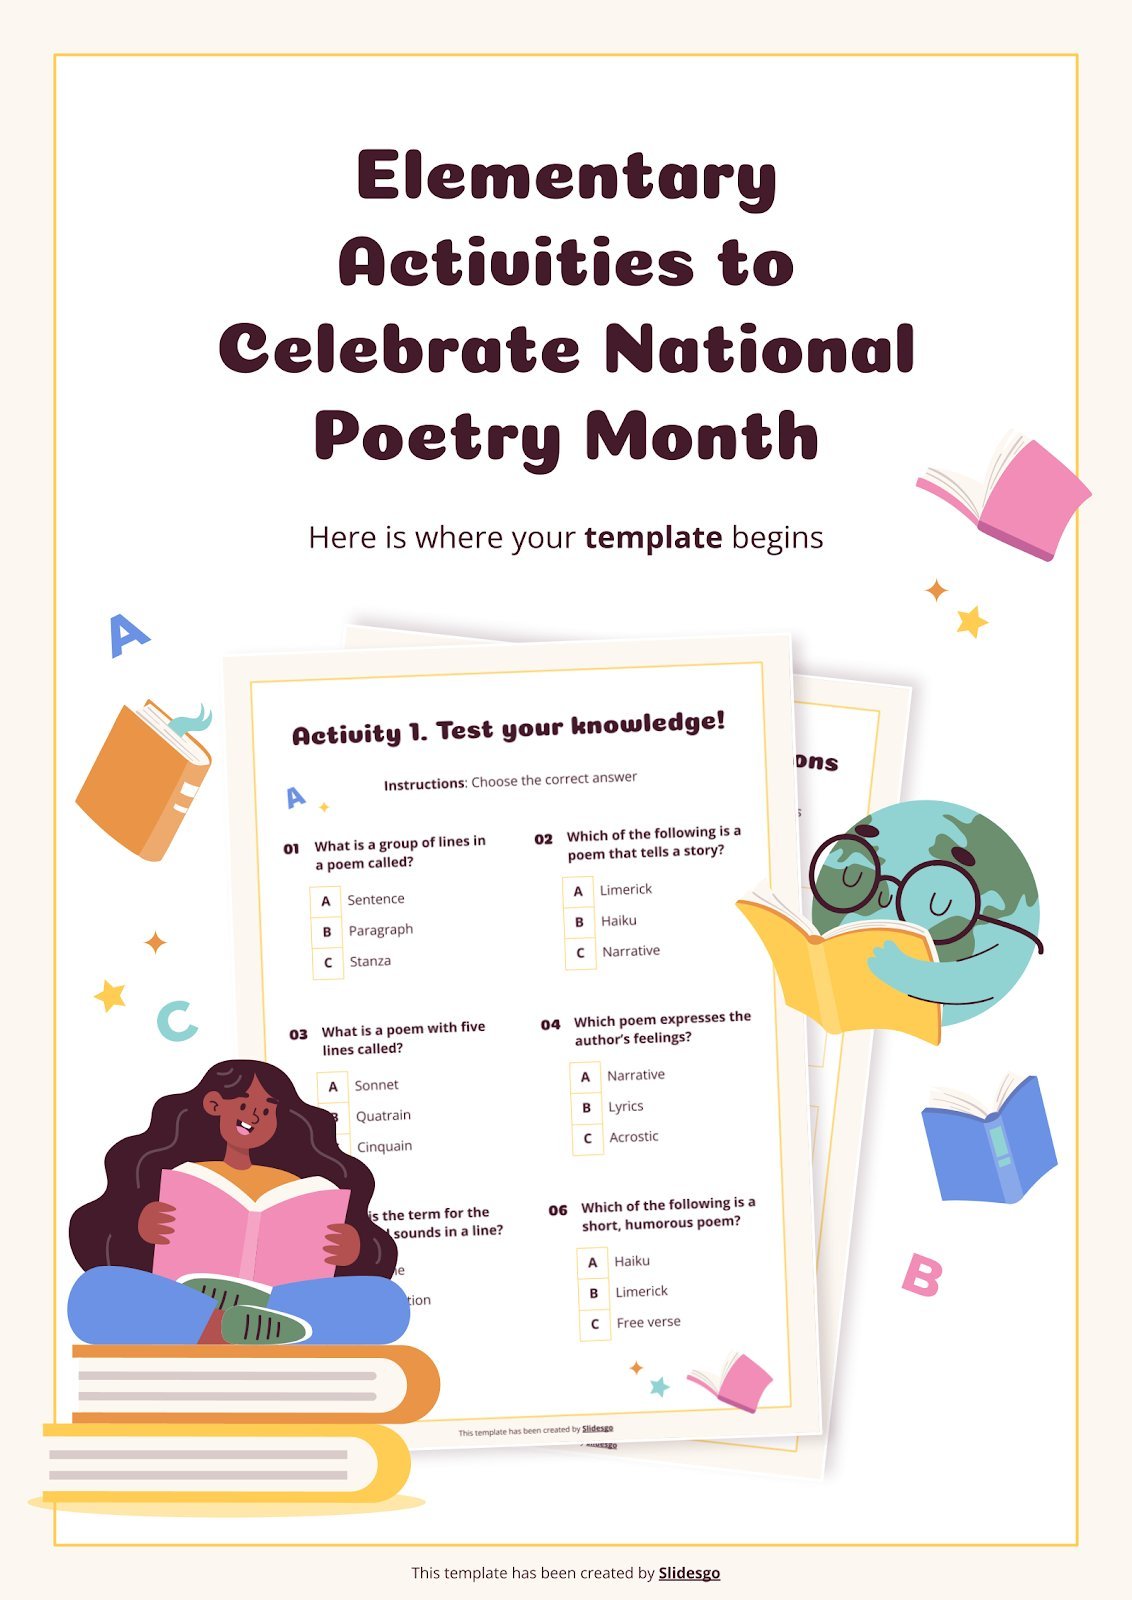 Elementary
Activities to
Celebrate National
Poetry Month
Here is where your template begins
A
Activity 1. Test your knowledge!
Instructions: Choose the correct answer
A
01 What is a group of lines in
a poem called?
A Sentence
B Paragraph
C Stanza
02 Which of the following is a
poem that tells a story?
A Limerick
B Haiku
C Narrative
03 What is a poem with five
lines called?
A Sonnet
B Quatrain
Cinquain
04 Which poem expresses the
author's feelings?
A Narrative
B Lyrics
C Acrostic
is the term for the
sounds in a line?
06 Which of the following is a
short, humorous poem?
A Haiku
B Limerick
C Free verse
This template has been created by Slidesgo
C
B
This template has been created by Slidesgo